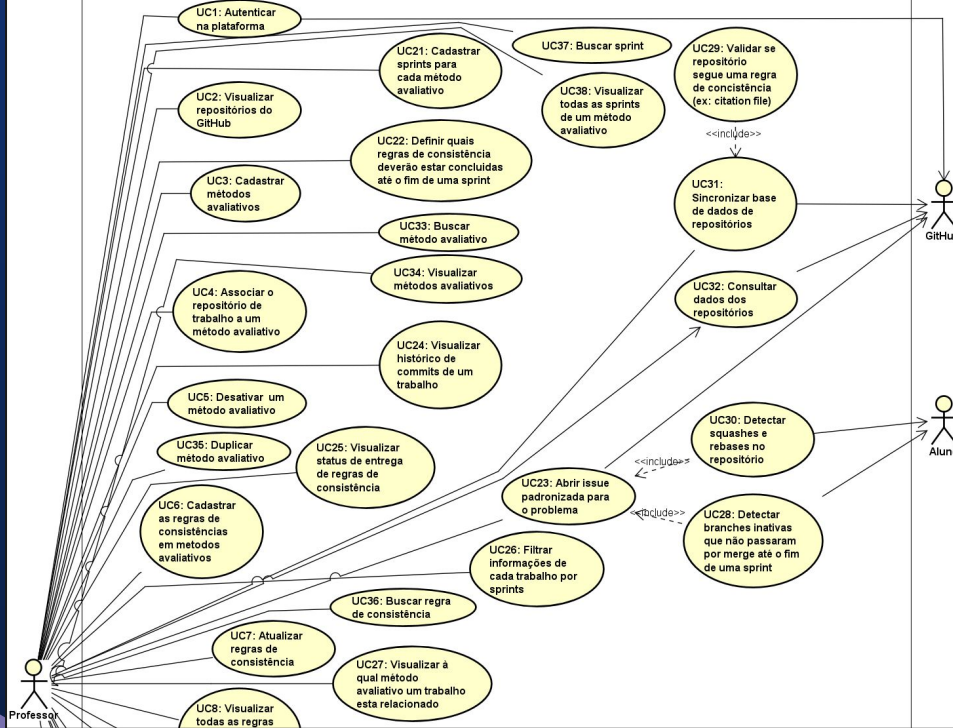 UC1: Autenticar
na plataforma
UC21: Cadastrar
sprints para
cada método
avaliativo
UC37: Buscar sprint
UC29: Validar se
repositório
segue uma regra
de concistência
(ex: citation file)
UC2: Visualizar
repositórios do
GitHub
UC38: Visualizar
todas as sprints
de um método
avaliativo
<<include>>
UC22: Definir quais
regras de consistência
deverão estar concluidas
até o fim de uma sprint
UC3: Cadastrar
métodos
avaliativos
UC31:
Sincronizar base
de dados de
repositórios
GitHu
UC33: Buscar
método avaliativo
UC34: Visualizar
métodos avaliativos
UC4: Associar o
repositório de
trabalho a um
método avaliativo
UC32: Consultar
dados dos
repositórios
UC24: Visualizar
histórico de
commits de um
trabalho
UC5: Desativar um
método avaliativo
UC35: Duplicar
método avaliativo
UC25: Visualizar
status de entrega
de regras de
consistência
UC30: Detectar
squashes e
rebases no
repositório
Alun
<<include>>
UC23: Abrir issue
padronizada para
o problema
<<include>>
UC6: Cadastrar
as regras de
consistências
em metodos
avaliativos
UC28: Detectar
branches inativas
que não passaram
por merge até o fim
de uma sprint
UC26: Filtrar
informações de
cada trabalho por
sprints
UC36: Buscar regra
de consistência
UC7: Atualizar
regras de
consistência
UC27: Visualizar à
qual método
avaliativo um trabalho
esta relacionado
UC8: Visualizar
todas as regras
Professor